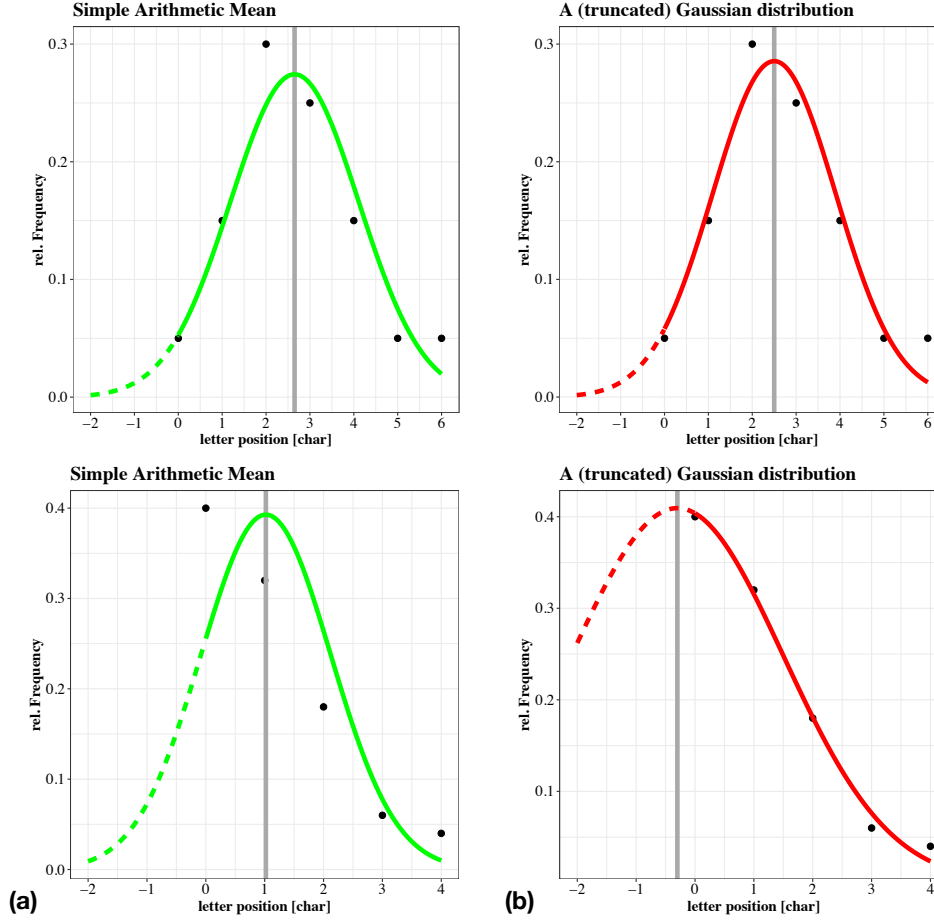 Simple Arithmetic Mean
A (truncated) Gaussian distribution
rel. Frequency
0.3
0.2
0.1
0.0
−2 −1 0 1 2 3 4 5 6
letter position [char]
rel. Frequency
0.3
0.2
0.1
0.0
−2 −1 0 1 2 3 4 5 6
letter position [char]
Simple Arithmetic Mean
A (truncated) Gaussian distribution
rel. Frequency
0.4
0.3
0.2
0.1
0.0
−2 −1 0 1 2 3 4
letter position [char]
rel. Frequency
0.4
0.3
0.2
0.1
−2 −1 0 1 2 3 4
letter position [char]
(a)
(b)